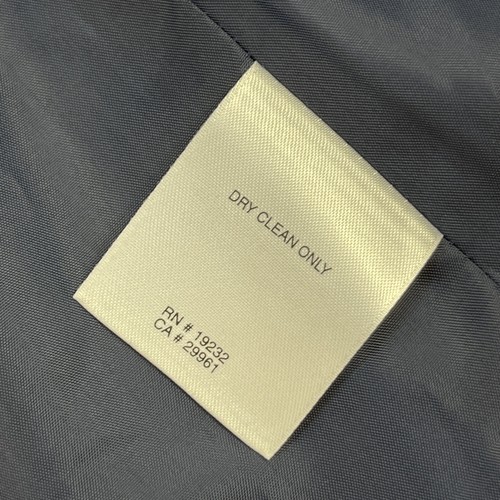 DRY CLEAN ONLY
RN # 19232
CA # 29961